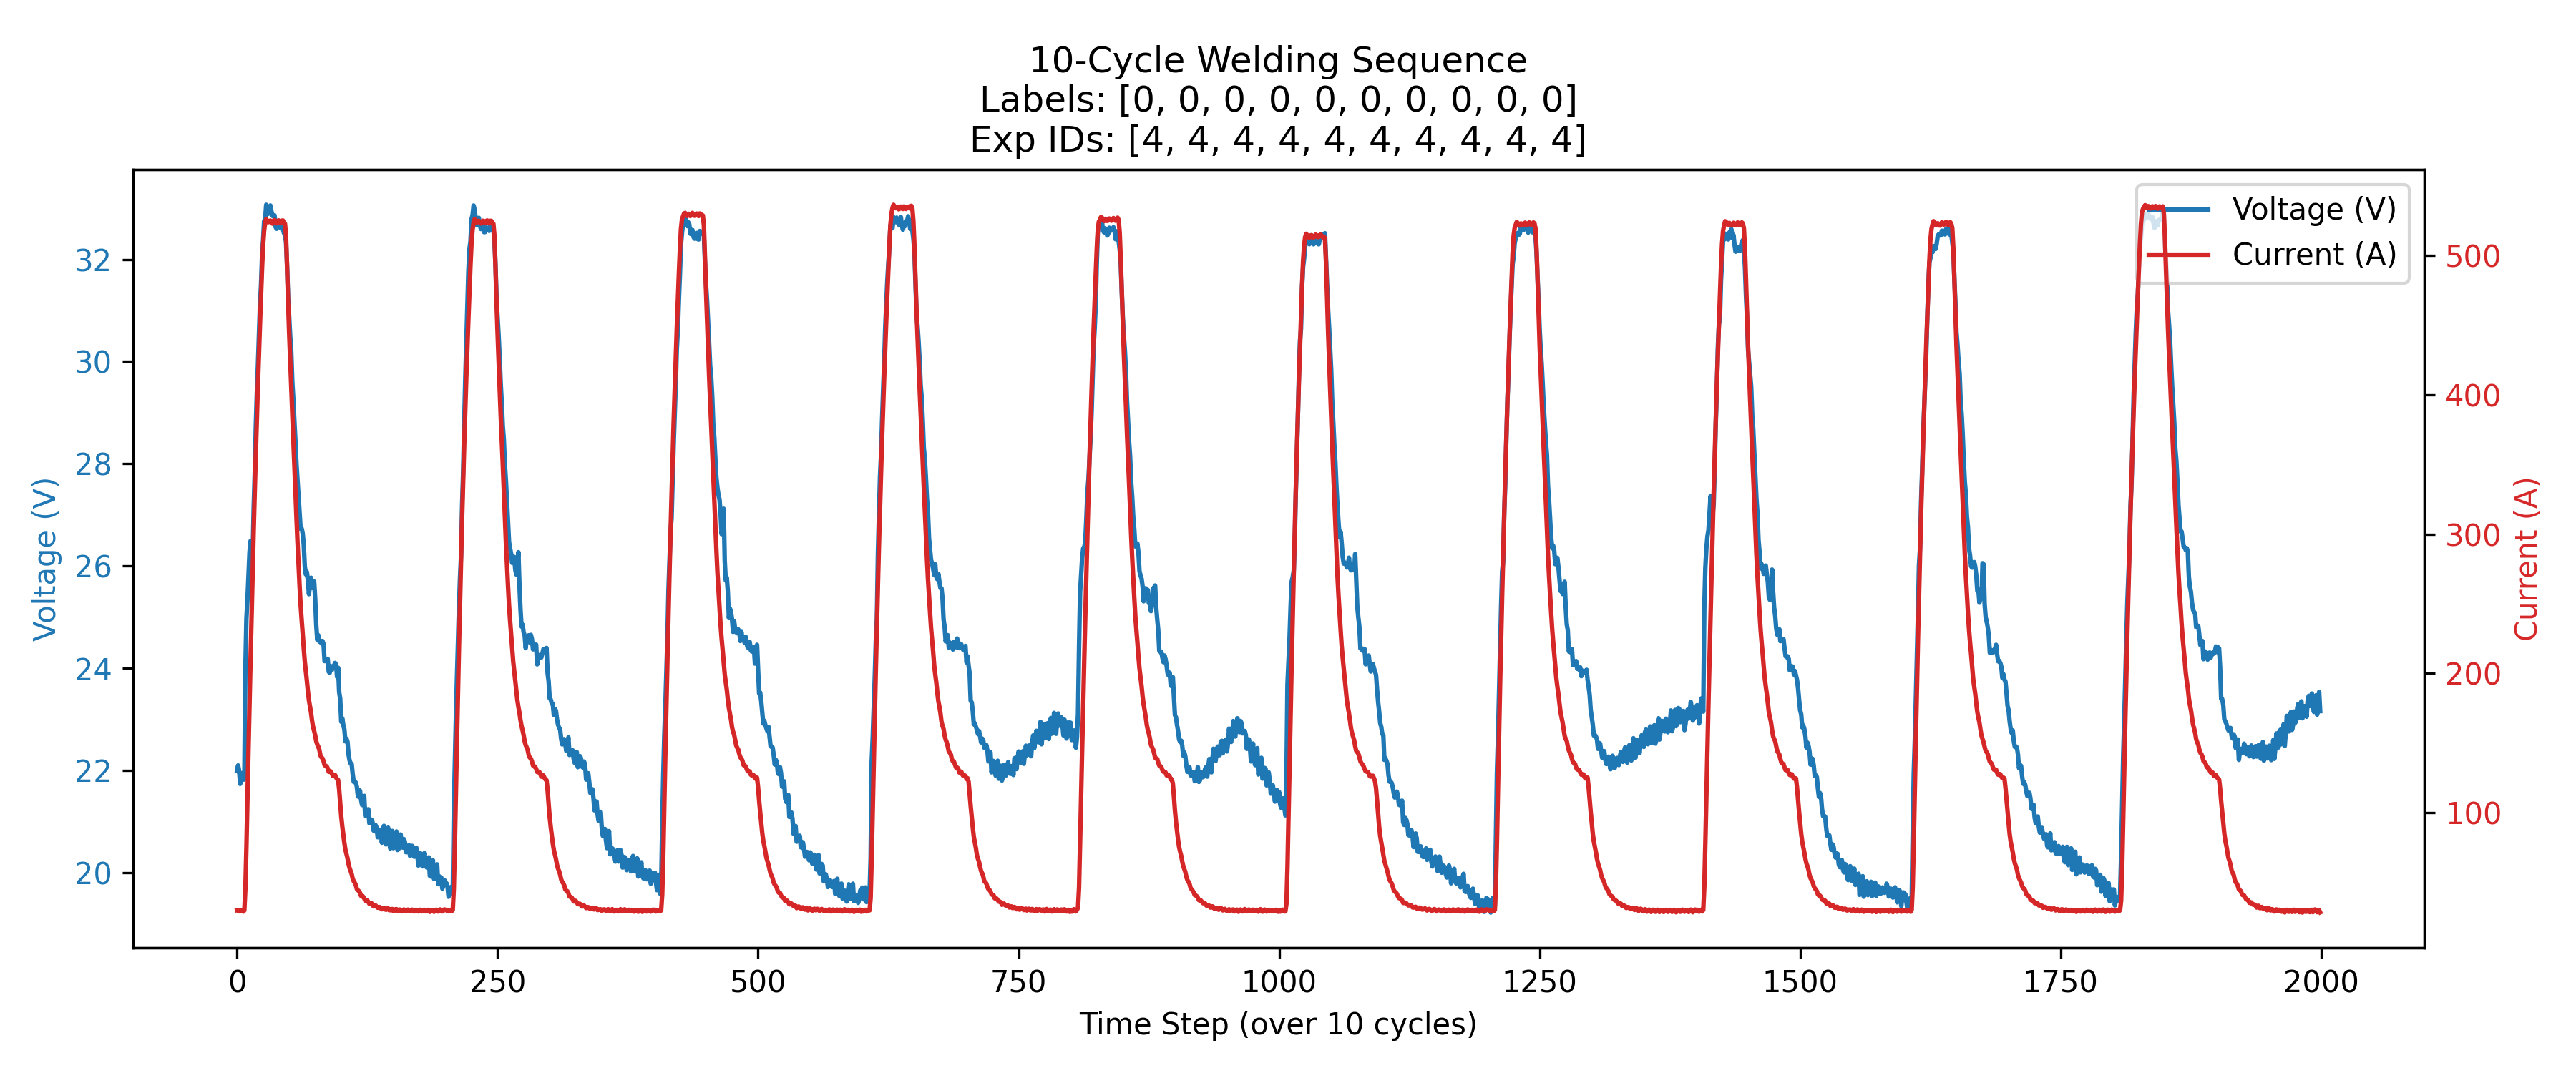 10-Cycle Welding Sequence
Labels: [0, 0, 0, 0, 0, 0, 0, 0, 0, 0]
Exp IDs: [4, 4, 4, 4, 4, 4, 4, 4, 4, 4]
Voltage (V)
Current (A)
32
30
28
26
24
22
20
Voltage (V)
500
400
300
200
100
Current (A)
0
250
500
750
1000
1250
1500
1750
2000
Time Step (over 10 cycles)